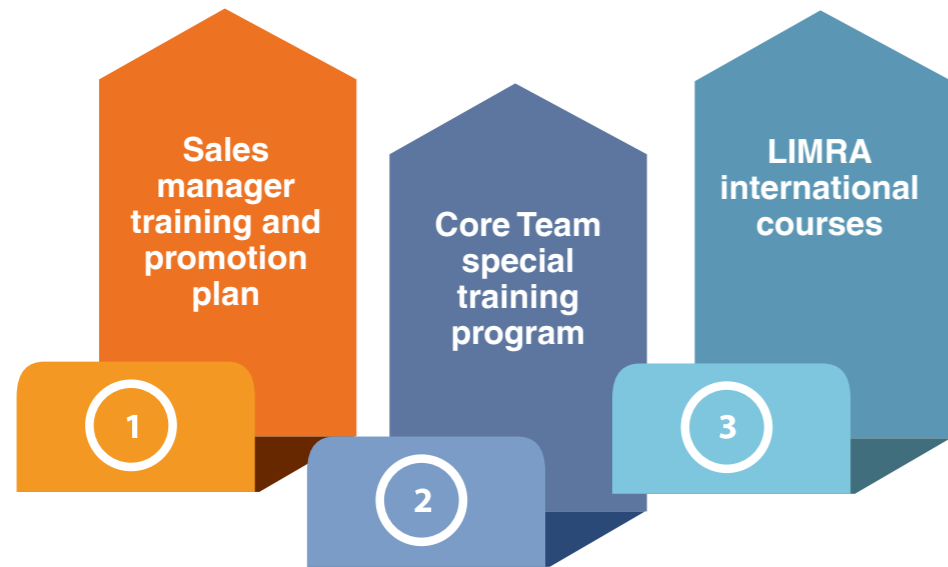 Sales
manager
training and
promotion
plan
1
Core Team
special
training
program
2
LIMRA
international
courses
3